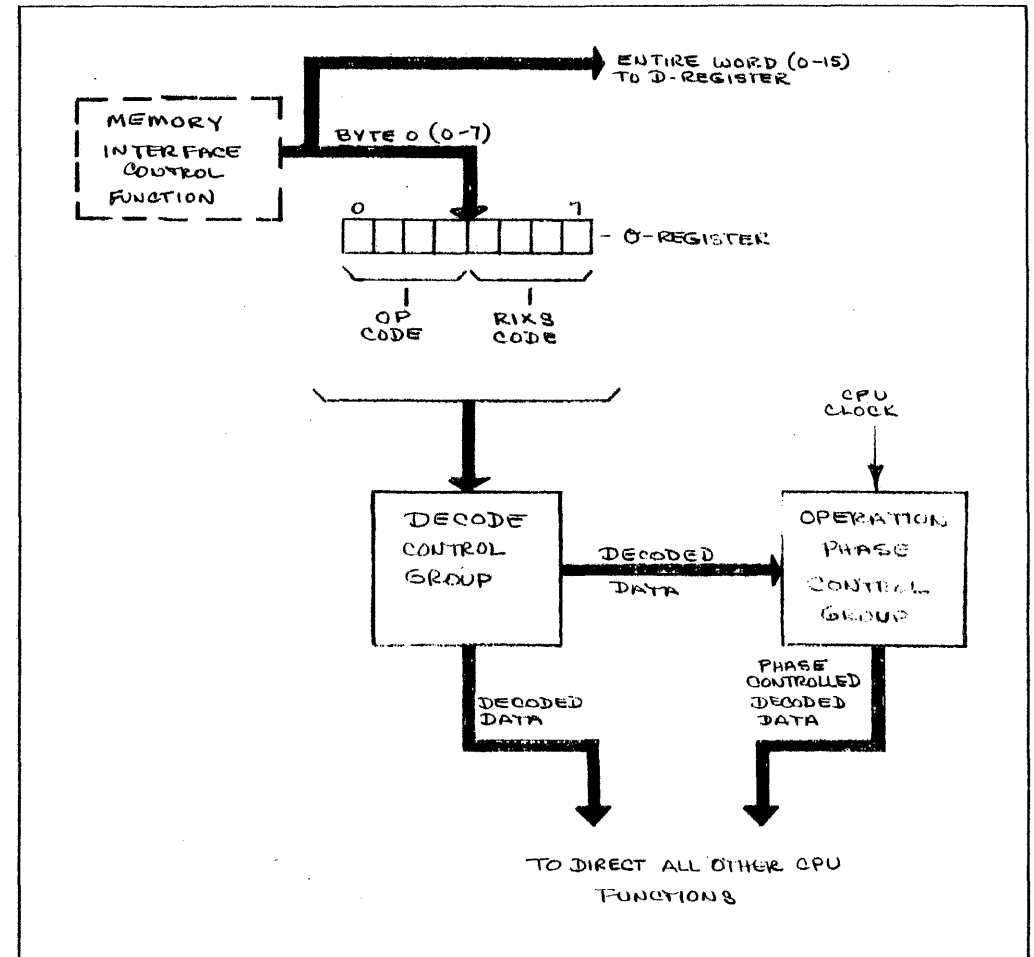 ENTIRE WORD (0-15)
TO D-REGISTER
MEMORY
INTERFACE
CONTROL
FUNCTION
BYTE 0 (0-7)
0 7
O-REGISTER
OP
CODE
RIXS
CODE
CPU
CLOCK
DECODE
CONTROL
GROUP
DECODED
DATA
OPERATION
PHASE
CONTROL
GROUP
DECODED
DATA
PHASE
CONTROLLED
DECODED
DATA
TO DIRECT ALL OTHER CPU
FUNCTIONS